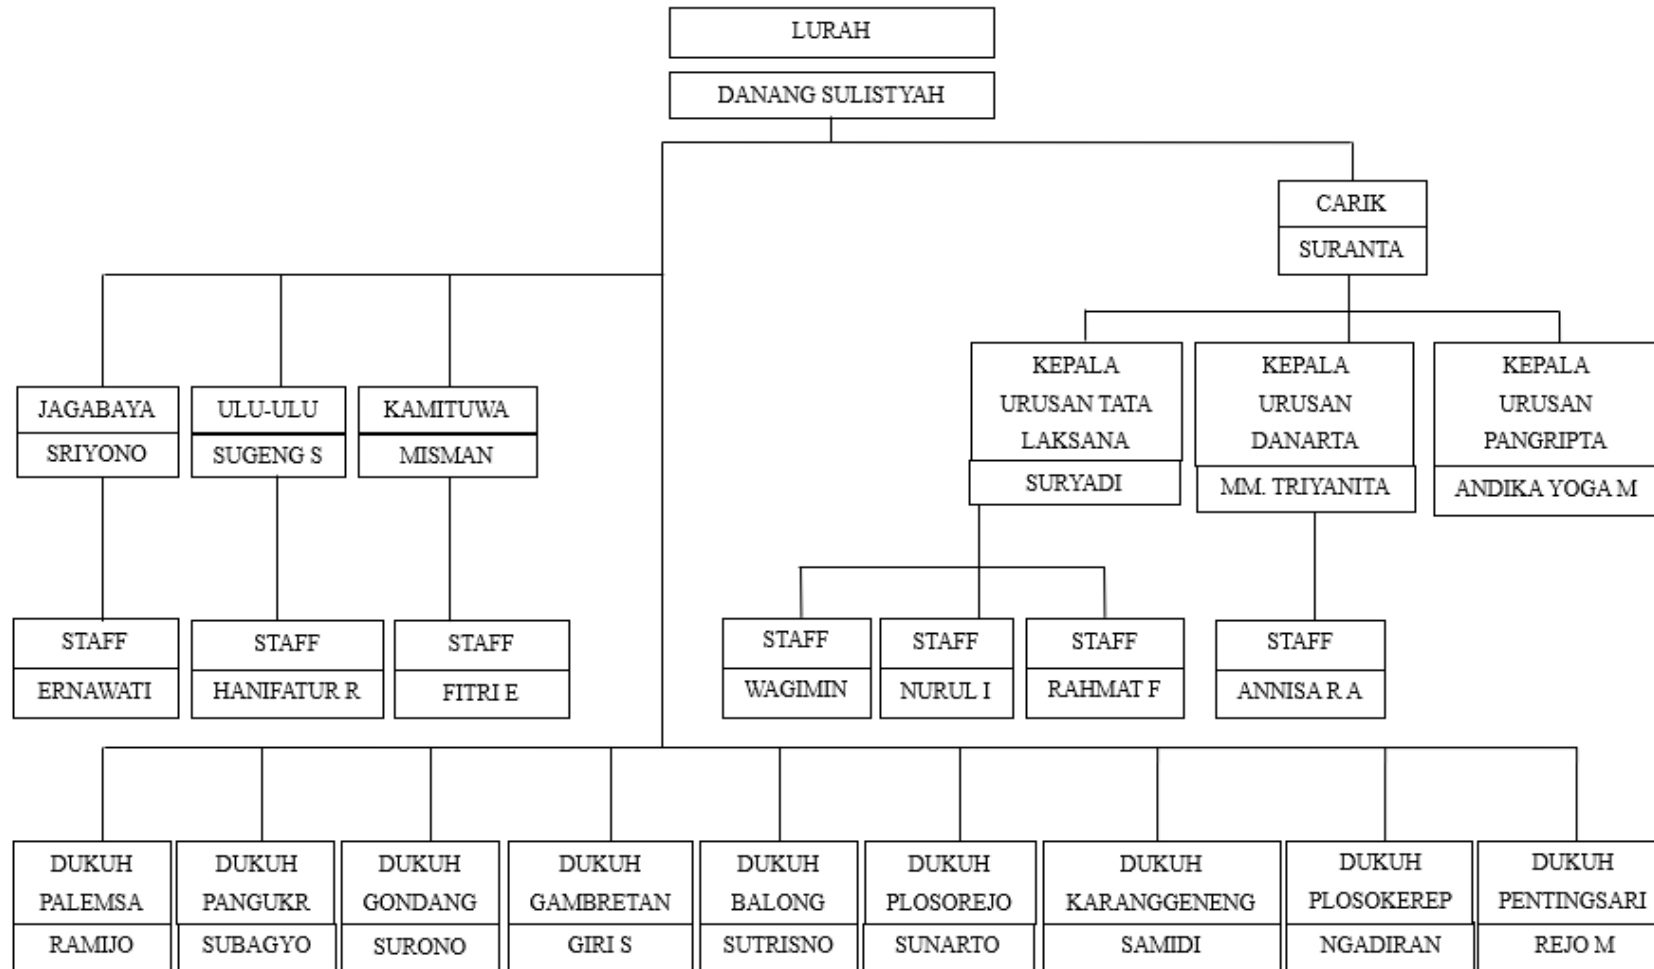 LURAH
DANANG SULISTYAH
CARIK
SURANTA
JAGABAYA
SRIYONO
ULU-ULU
SUGENG S
KAMITUWA
MISMAN
KEPALA
URUSAN TATA
LAKSANA
SURYADI
KEPALA
URUSAN
DANARTA
MM. TRIYANITA
KEPALA
URUSAN
PANGRIPTA
ANDIKA YOGA M
STAFF
ERNAWATI
STAFF
HANIFATUR R
STAFF
FITRI E
STAFF
WAGIMIN
STAFF
NURUL I
STAFF
RAHMAT F
STAFF
ANNISA R A
DUKUH
PALEMSA
RAMIJO
DUKUH
PANGUKR
SUBAGYO
DUKUH
GONDANG
SURONO
DUKUH
GAMBRETAN
GIRI S
DUKUH
BALONG
SUTRISNO
DUKUH
PLOSOREJO
SUNARTO
DUKUH
KARANGGENENG
SAMIDI
DUKUH
PLOSOKEREP
NGADIRAN
DUKUH
PENTINGSARI
REJO M